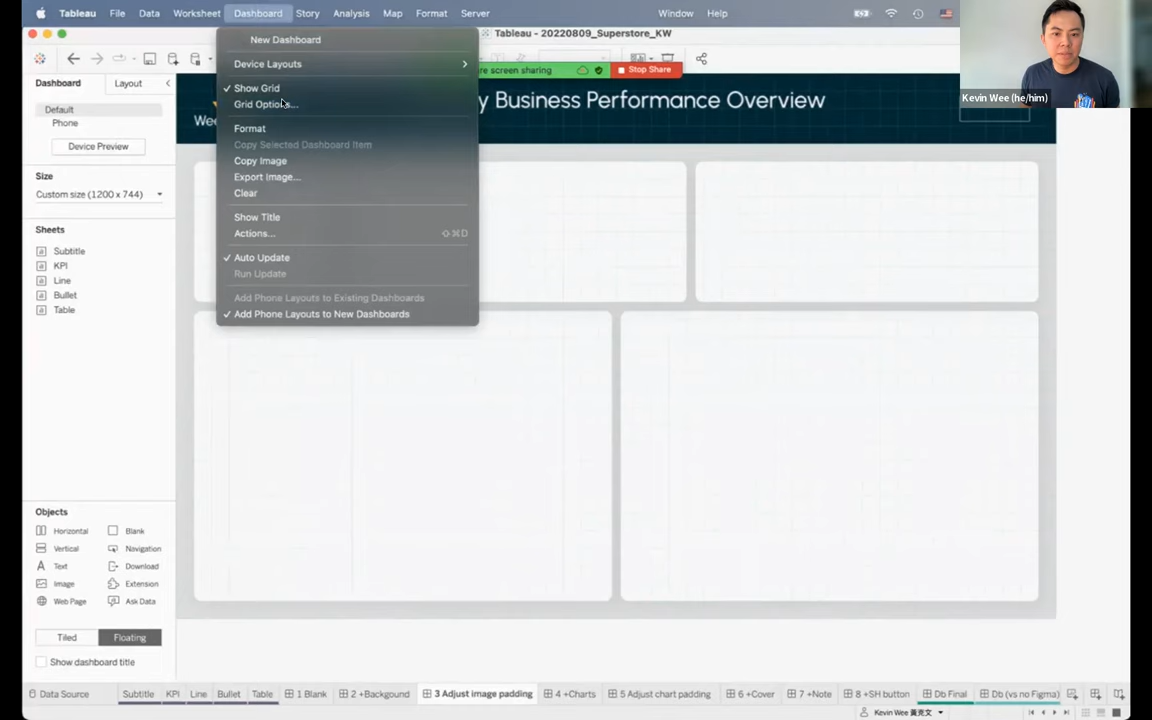 Tableau File Data Worksheet Dashboard Story Analysis Map Format Server Window Help
Tableau - 20220809_Superstore_KW
New Dashboard
Device Layouts
Show Grid
Grid Options...
Format
Copy Selected Dashboard Item
Copy Image
Export Image...
Clear
Show Title
Actions... ⇧⌘D
Auto Update
Run Update
Add Phone Layouts to Existing Dashboards
Add Phone Layouts to New Dashboards
screen sharing Stop Share
Business Performance Overview
Kevin Wee (he/him)
Dashboard Layout
Default
Phone
Device Preview
Size
Custom size (1200 x 744)
Sheets
Subtitle
KPI
Line
Bullet
Table
Objects
Horizontal Blank
Vertical Navigation
Text Download
Image Extension
Web Page Ask Data
Tiled Floating
Show dashboard title
Data Source Subtitle KPI Line Bullet Table 1 Blank 2 +Backgound 3 Adjust image padding 4 +Charts 5 Adjust chart padding 6 +Cover 7 +Note 8 +SH button Db Final Db (vs no Figma)
Kevin Wee